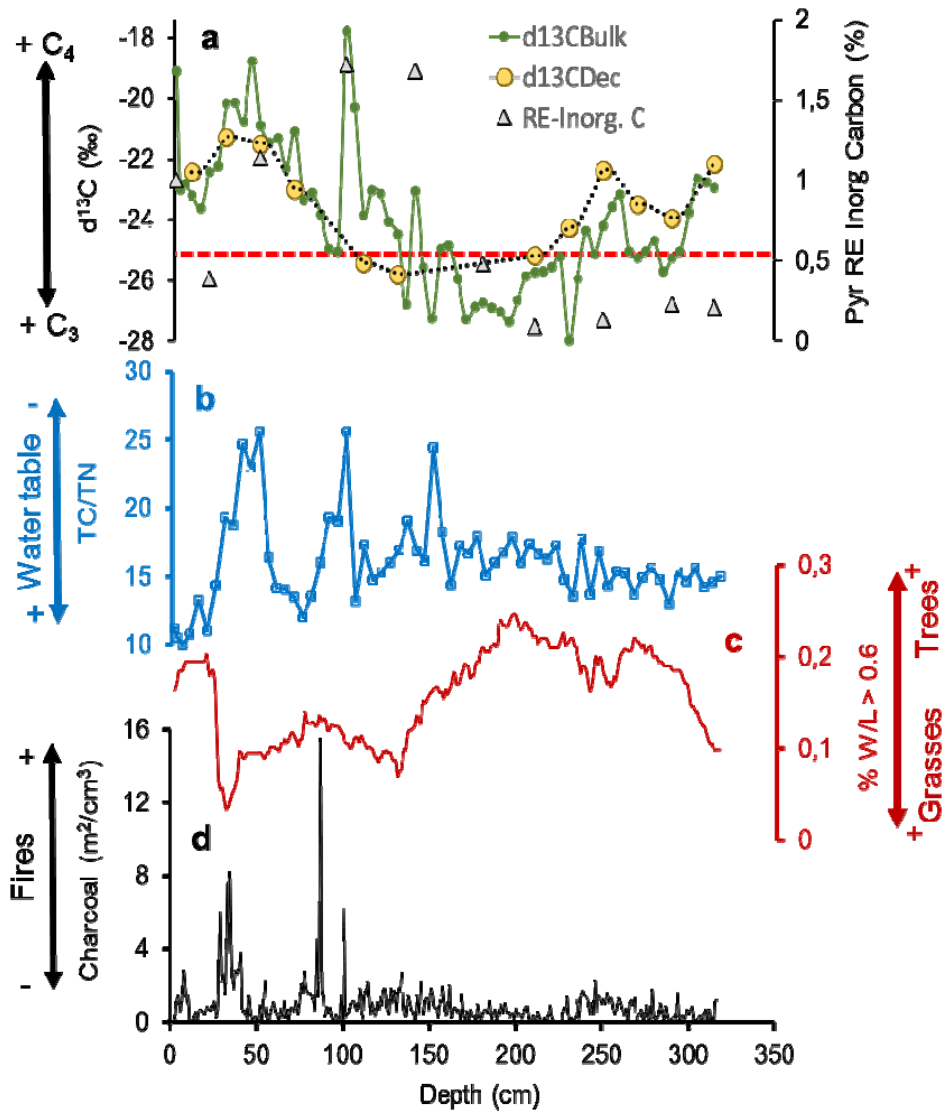 + C4
+ C3
d13C (‰)
-18
-20
-22
-24
-26
-28
a
d13CBulk
d13CDec
RE-Inorg. C
2
1,5
1
0,5
0
Pyr RE Inorg Carbon (%)
+ Water table -
TC/TN
30
25
20
15
10
b
c
0,3
0,2
0,1
0
% W/L > 0.6
+ Grasses Trees +
- Fires +
Charcoal (m2/cm3)
16
12
8
4
0
d
0 50 100 150 200 250 300 350
Depth (cm)